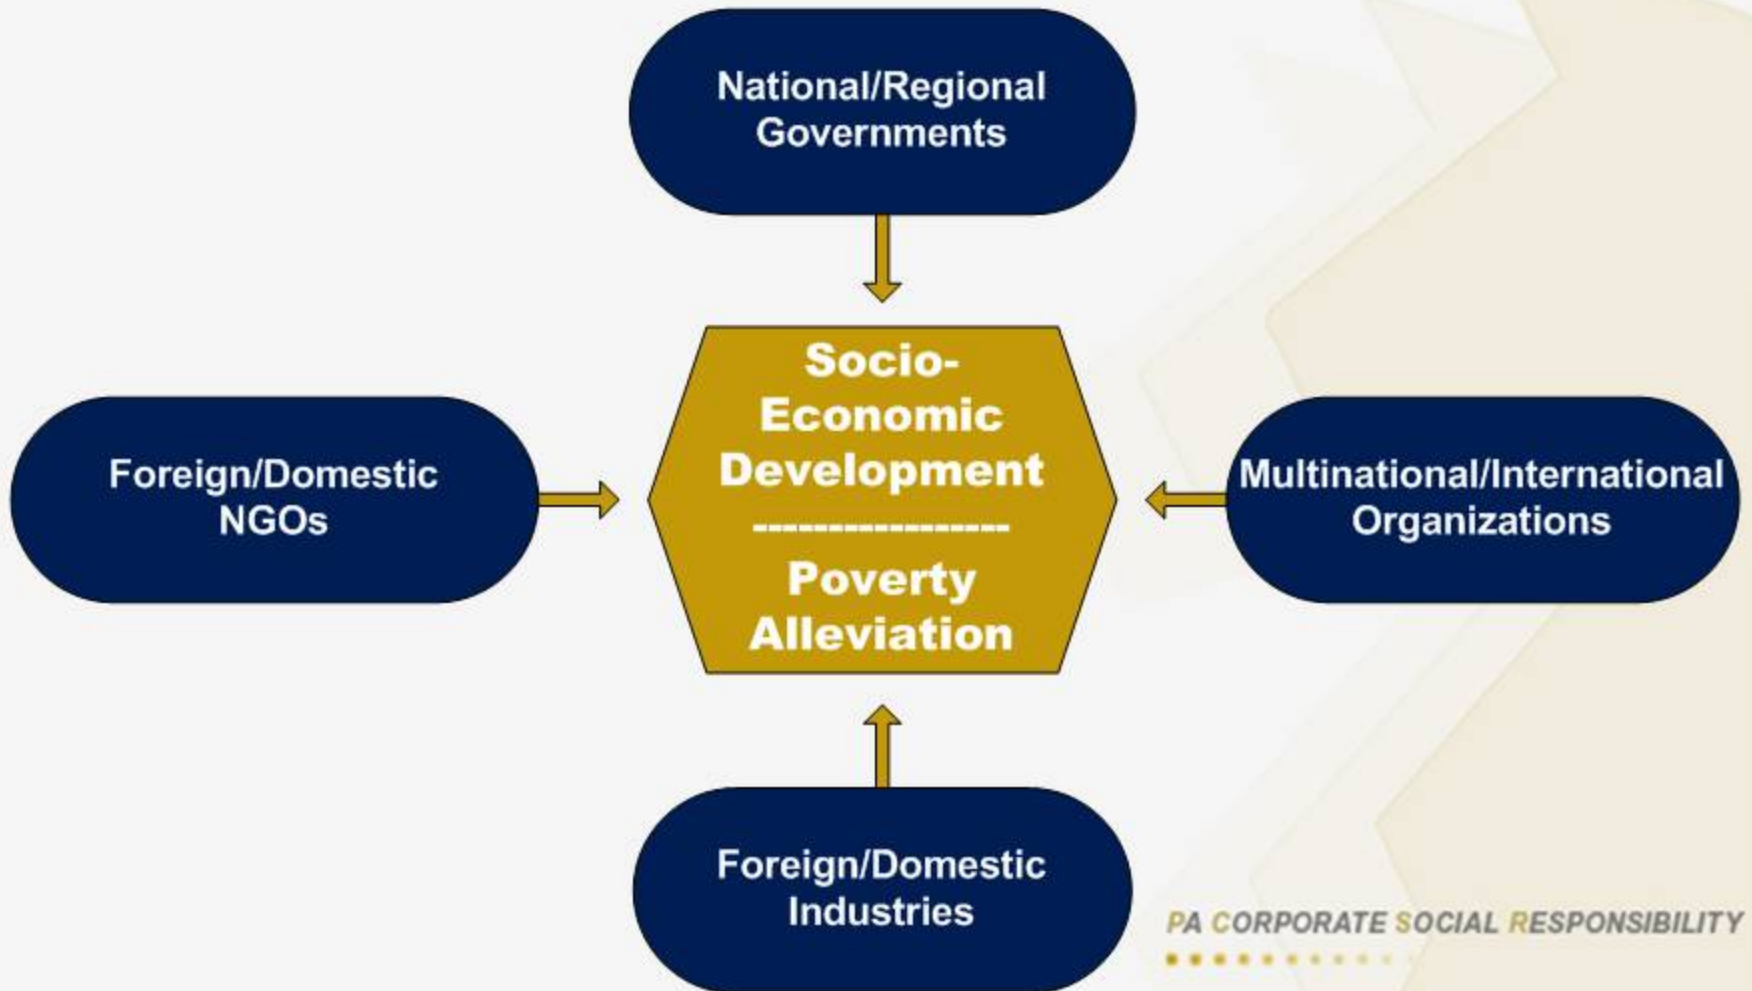 National/Regional
Governments
Foreign/Domestic
NGOs
Socio-
Economic
Development
-----------------
Poverty
Alleviation
Multinational/International
Organizations
Foreign/Domestic
Industries
PA CORPORATE SOCIAL RESPONSIBILITY